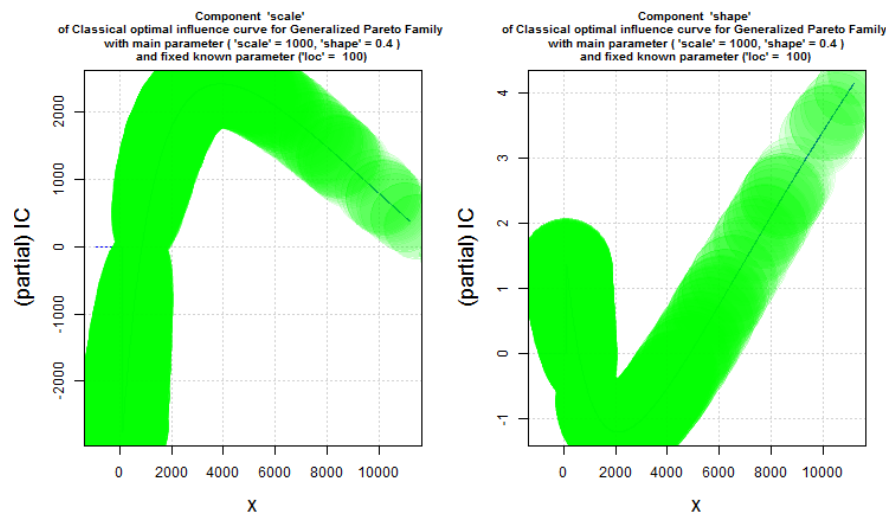 Component 'scale'
of Classical optimal influence curve for Generalized Pareto Family
with main parameter ( 'scale' = 1000, 'shape' = 0.4 )
and fixed known parameter ('loc' = 100)
(partial) IC
2000
1000
0
-1000
-2000
0 2000 4000 6000 8000 10000
x
Component 'shape'
of Classical optimal influence curve for Generalized Pareto Family
with main parameter ( 'scale' = 1000, 'shape' = 0.4 )
and fixed known parameter ('loc' = 100)
(partial) IC
4
3
2
1
0
-1
0 2000 4000 6000 8000 10000
x